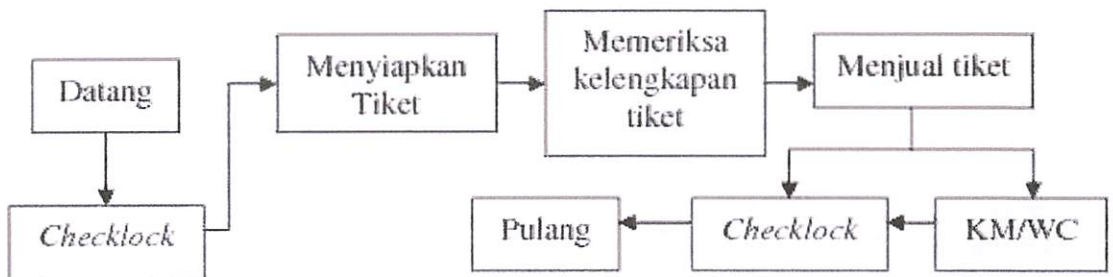 Datang
Checklock
Menyiapkan
Tiket
Memeriksa
kelengkapan
tiket
Menjual tiket
KM/WC
Checklock
Pulang